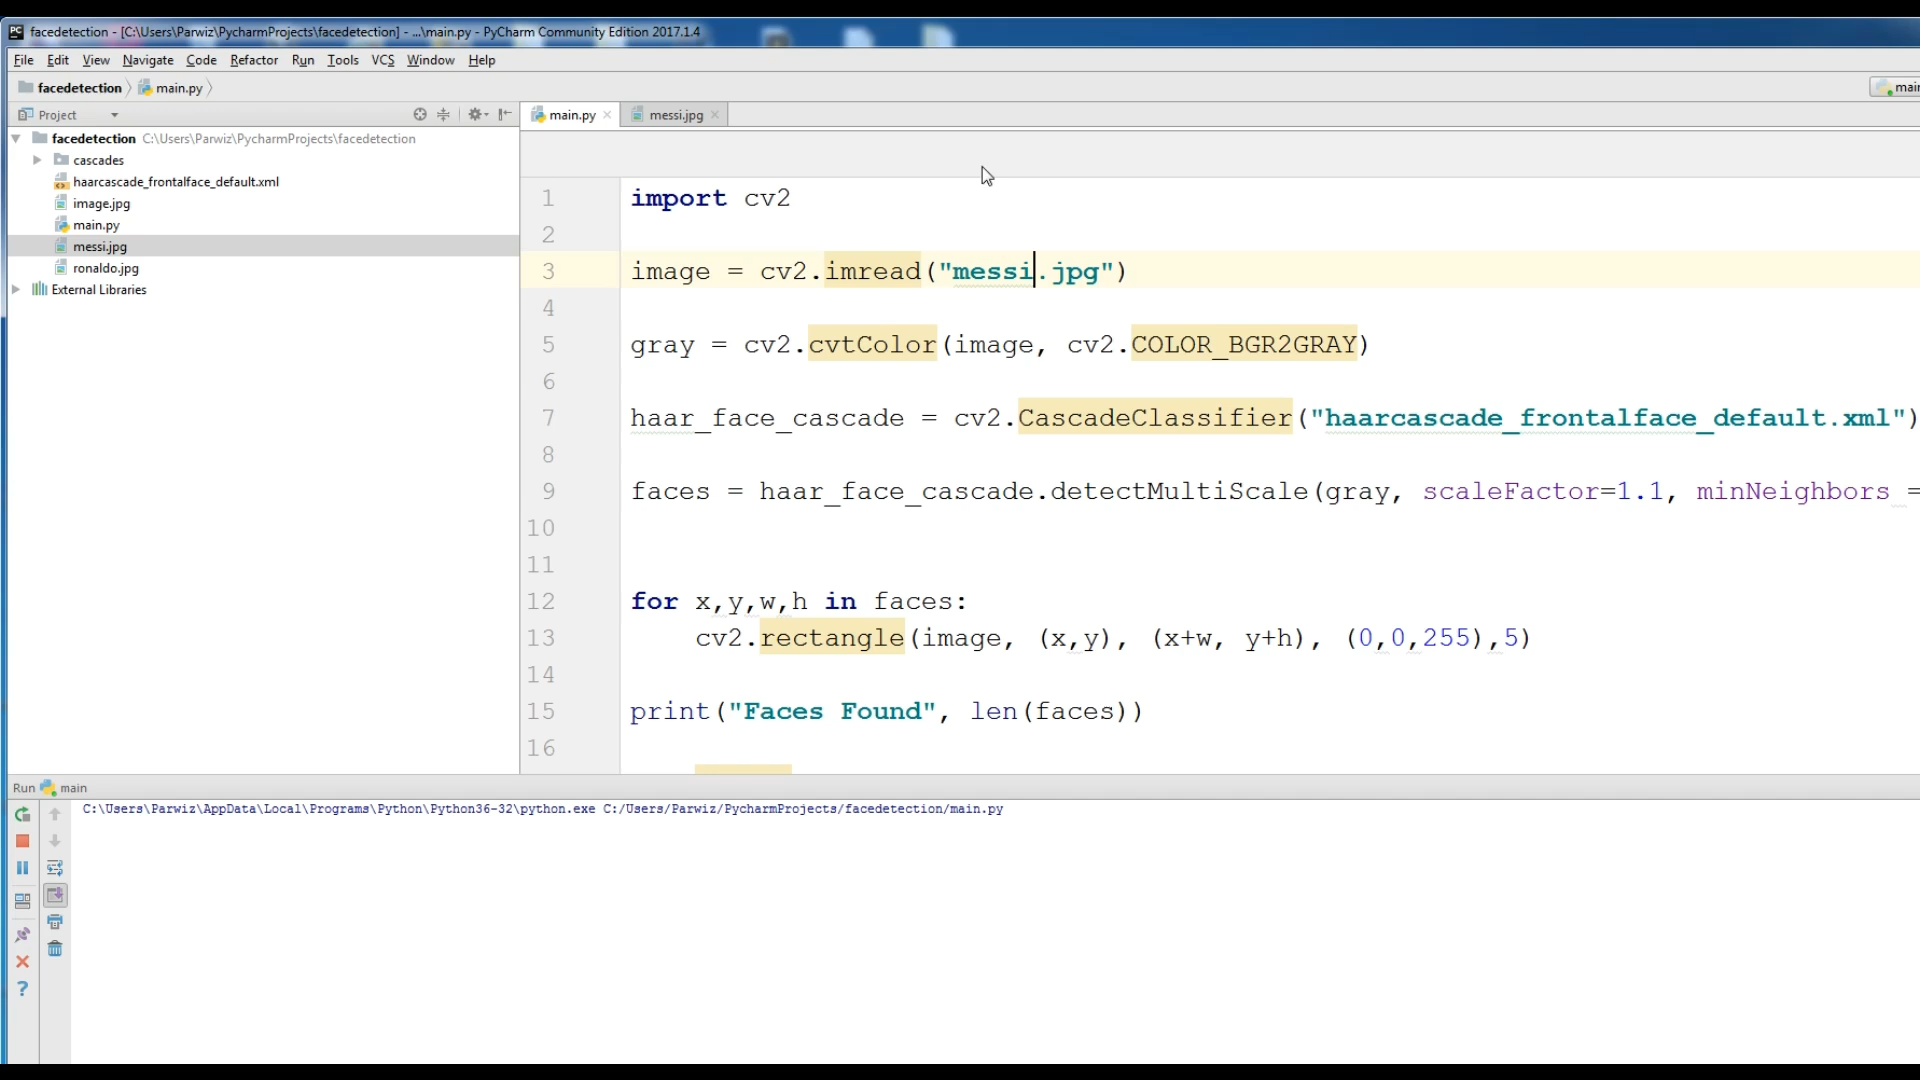 facedetection - [C:\Users\Parwiz\PycharmProjects\facedetection] - ...\main.py - PyCharm Community Edition 2017.1.4
File Edit View Navigate Code Refactor Run Tools VCS Window Help
facedetection main.py
main
Project
main.py messi.jpg
facedetection C:\Users\Parwiz\PycharmProjects\facedetection
cascades
haarcascade_frontalface_default.xml
image.jpg
main.py
messi.jpg
ronaldo.jpg
External Libraries
1 import cv2
2
3 image = cv2.imread("messi.jpg")
4
5 gray = cv2.cvtColor(image, cv2.COLOR_BGR2GRAY)
6
7 haar_face_cascade = cv2.CascadeClassifier("haarcascade_frontalface_default.xml")
8
9 faces = haar_face_cascade.detectMultiScale(gray, scaleFactor=1.1, minNeighbors =
10
11
12 for x,y,w,h in faces:
13 cv2.rectangle(image, (x,y), (x+w, y+h), (0,0,255),5)
14
15 print("Faces Found", len(faces))
16
Run main
C:\Users\Parwiz\AppData\Local\Programs\Python\Python36-32\python.exe C:/Users/Parwiz/PycharmProjects/facedetection/main.py